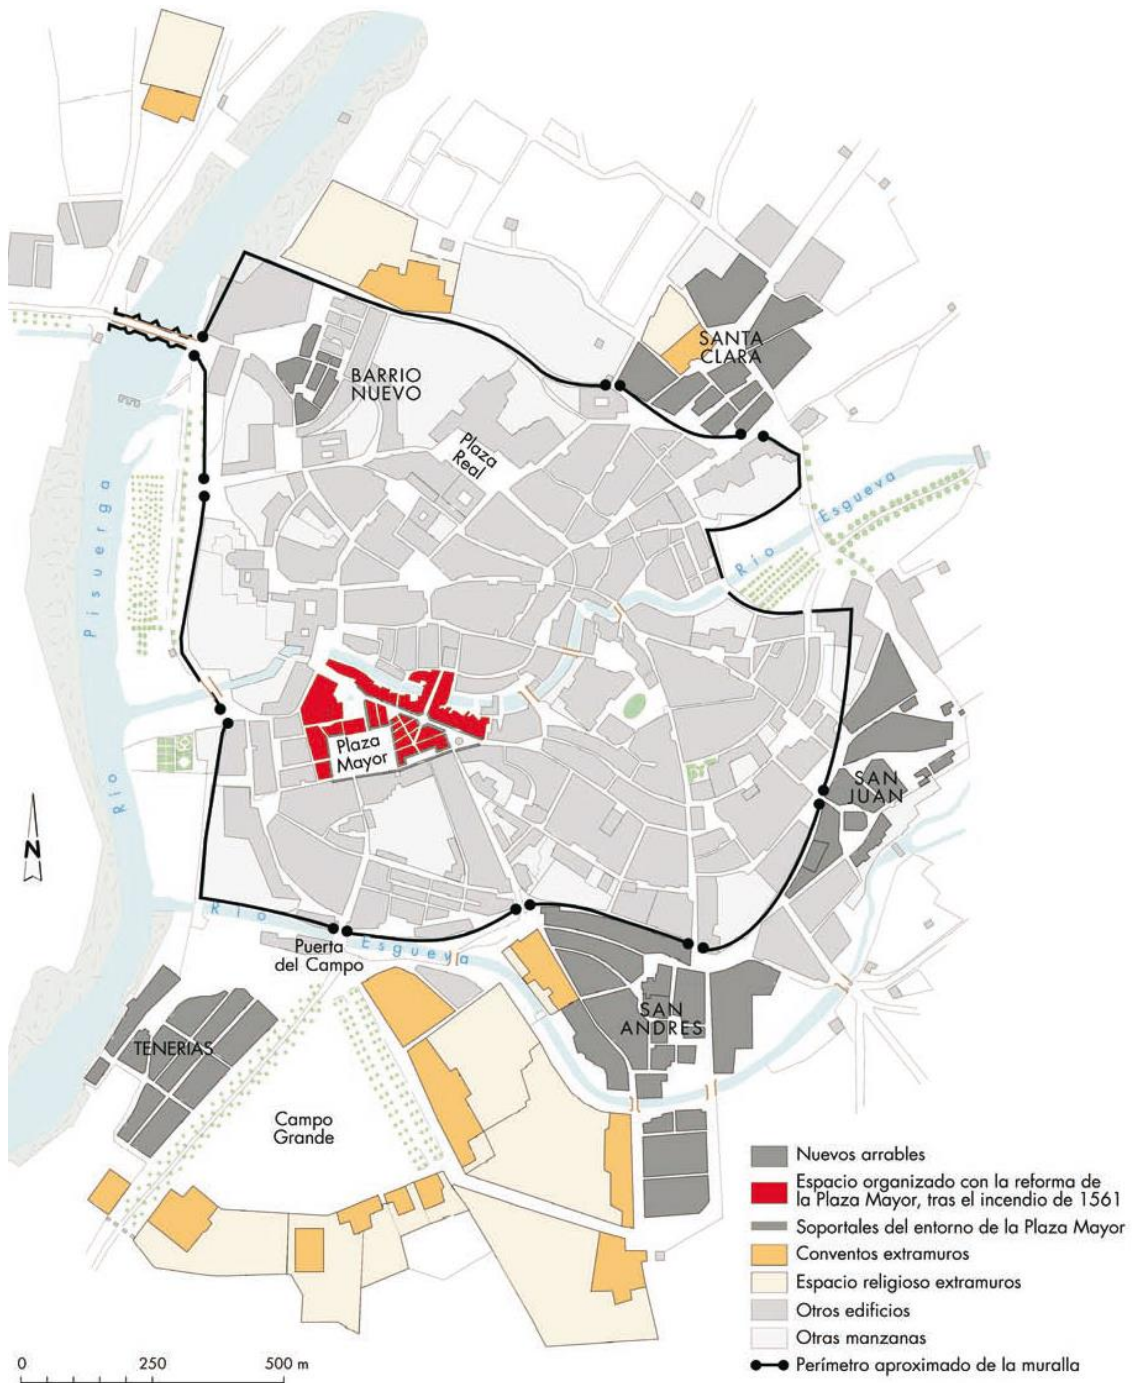 SANTA
CLARA
BARRIO
NUEVO
Plaza
Real
Río Esgueva
Río Pisuerga
Plaza
Mayor
SAN
JUAN
N
Río Esgueva
Puerta
del Campo
SAN
ANDRES
TENERIAS
Campo
Grande
Nuevos arrables
Espacio organizado con la reforma de
la Plaza Mayor, tras el incendio de 1561
Soportales del entorno de la Plaza Mayor
Conventos extramuros
Espacio religioso extramuros
Otros edificios
Otras manzanas
Perímetro aproximado de la muralla
0 250 500 m